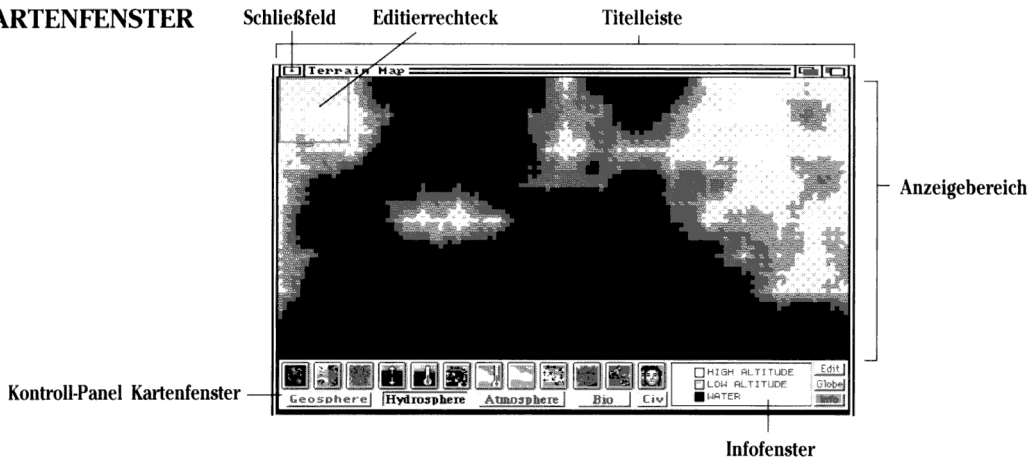 ARTENFENSTER
Schließfeld
Editierrechteck
Titelleiste
Terrain Map
Anzeigebereich
HIGH ALTITUDE
LOW ALTITUDE
WATER
Edit
Globe
Info
Geosphere
Hydrosphere
Atmosphere
Bio
Civ
Kontroll-Panel Kartenfenster
Infofenster